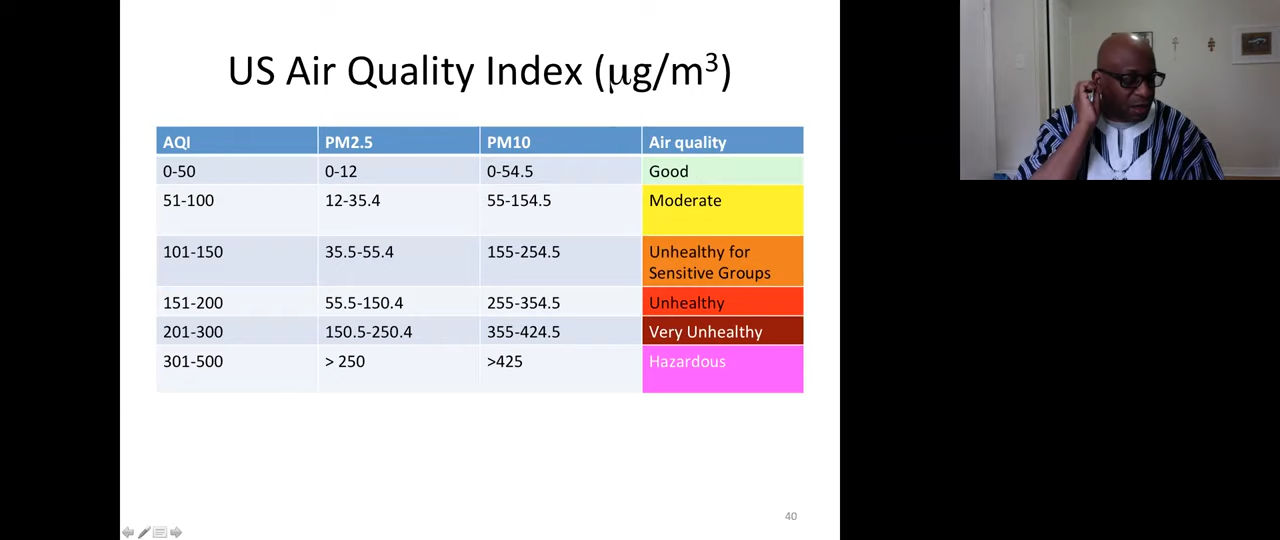 US Air Quality Index (μg/m³)
AQI PM2.5 PM10 Air quality
0-50 0-12 0-54.5 Good
51-100 12-35.4 55-154.5 Moderate
101-150 35.5-55.4 155-254.5 Unhealthy for
Sensitive Groups
151-200 55.5-150.4 255-354.5 Unhealthy
201-300 150.5-250.4 355-424.5 Very Unhealthy
301-500 > 250 >425 Hazardous
40